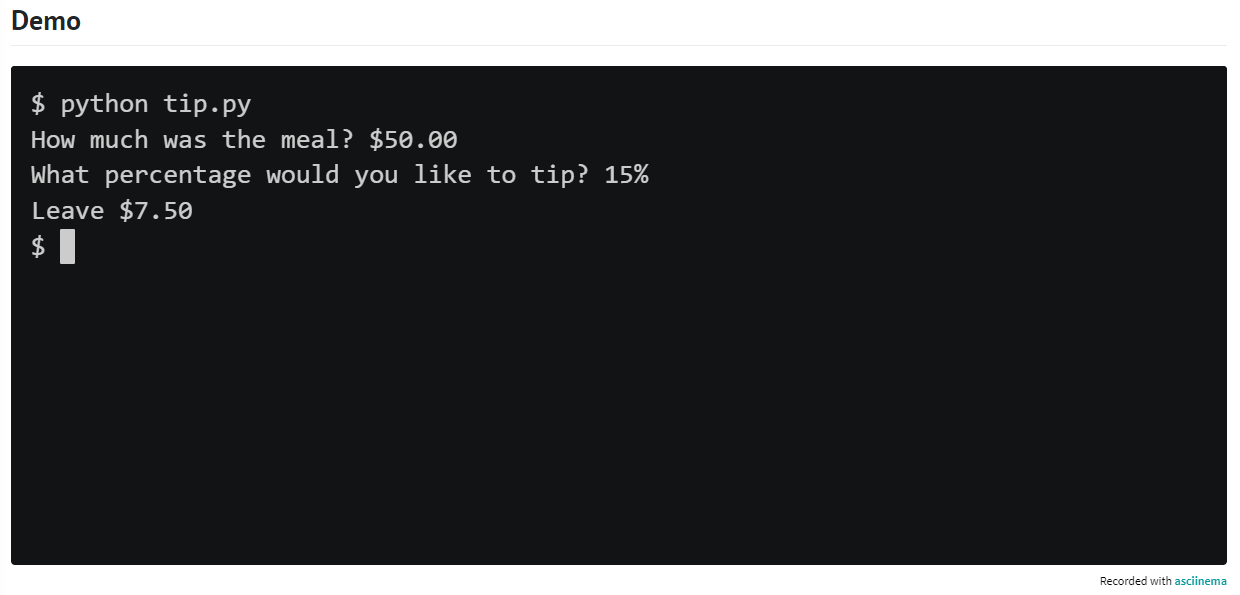 Demo
$ python tip.py
How much was the meal? $50.00
What percentage would you like to tip? 15%
Leave $7.50
$
Recorded with asciinema